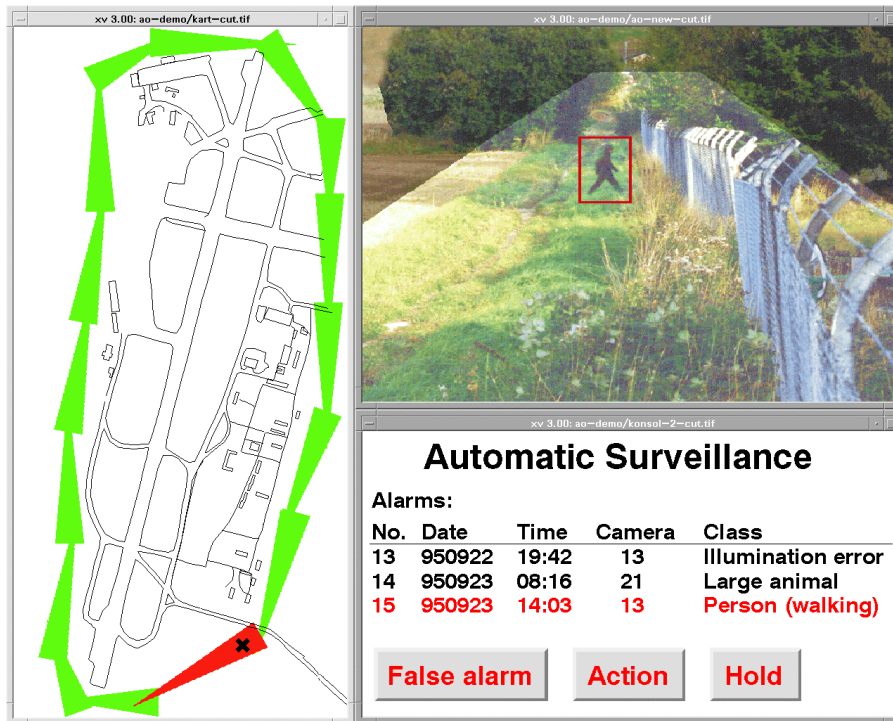 xv 3.00: ao-demo/kart-cut.tif
xv 3.00: ao-demo/ao-new-cut.tif
xv 3.00: ao-demo/konsol-2-cut.tif
Automatic Surveillance
Alarms:
No. Date Time Camera Class
13 950922 19:42 13 Illumination error
14 950923 08:16 21 Large animal
15 950923 14:03 13 Person (walking)
False alarm Action Hold